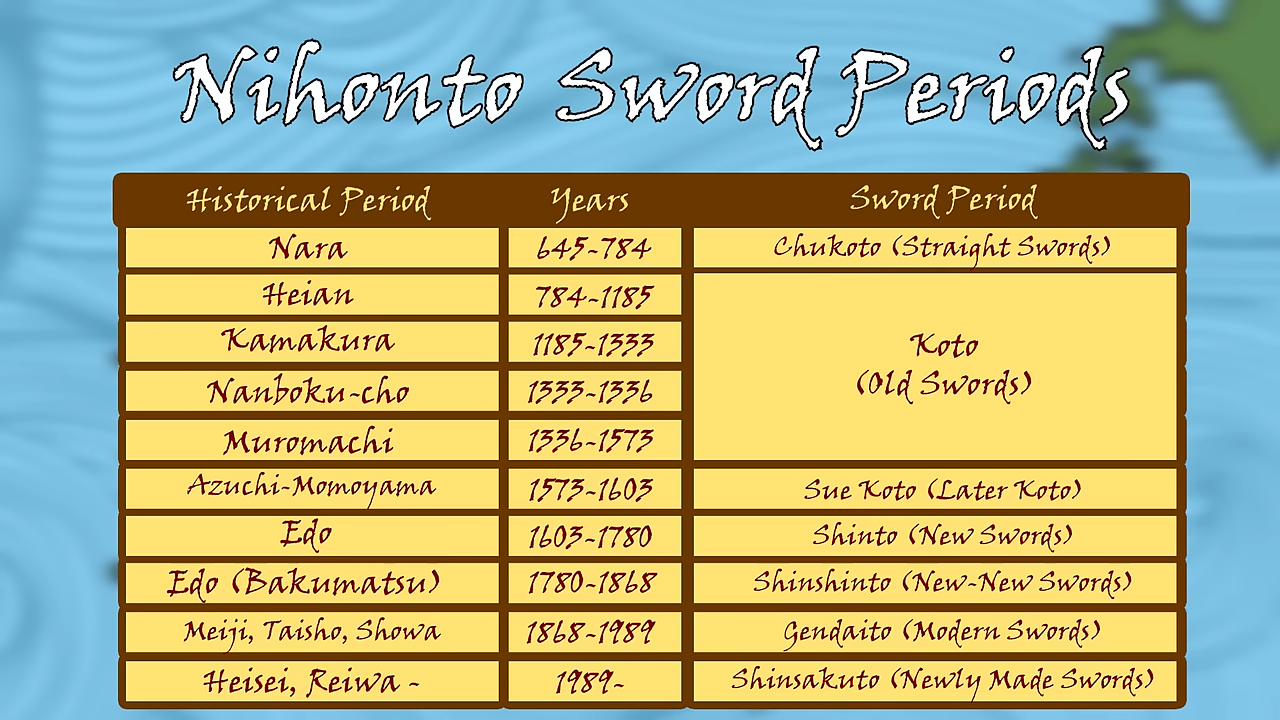 Nihonto Sword Periods
Historical Period Years Sword Period
Nara 645-784 Chukoto (Straight Swords)
Heian 784-1185
Kamakura 1185-1333
Koto
(Old Swords)
Nanboku-cho 1333-1336
Muromachi 1336-1573
Azuchi-Momoyama 1573-1603 Sue Koto (Later Koto)
Edo 1603-1780 Shinto (New Swords)
Edo (Bakumatsu) 1780-1868 Shinshinto (New-New Swords)
Meiji, Taisho, Showa 1868-1989 Gendaito (Modern Swords)
Heisei, Reiwa - 1989- Shinsakuto (Newly Made Swords)